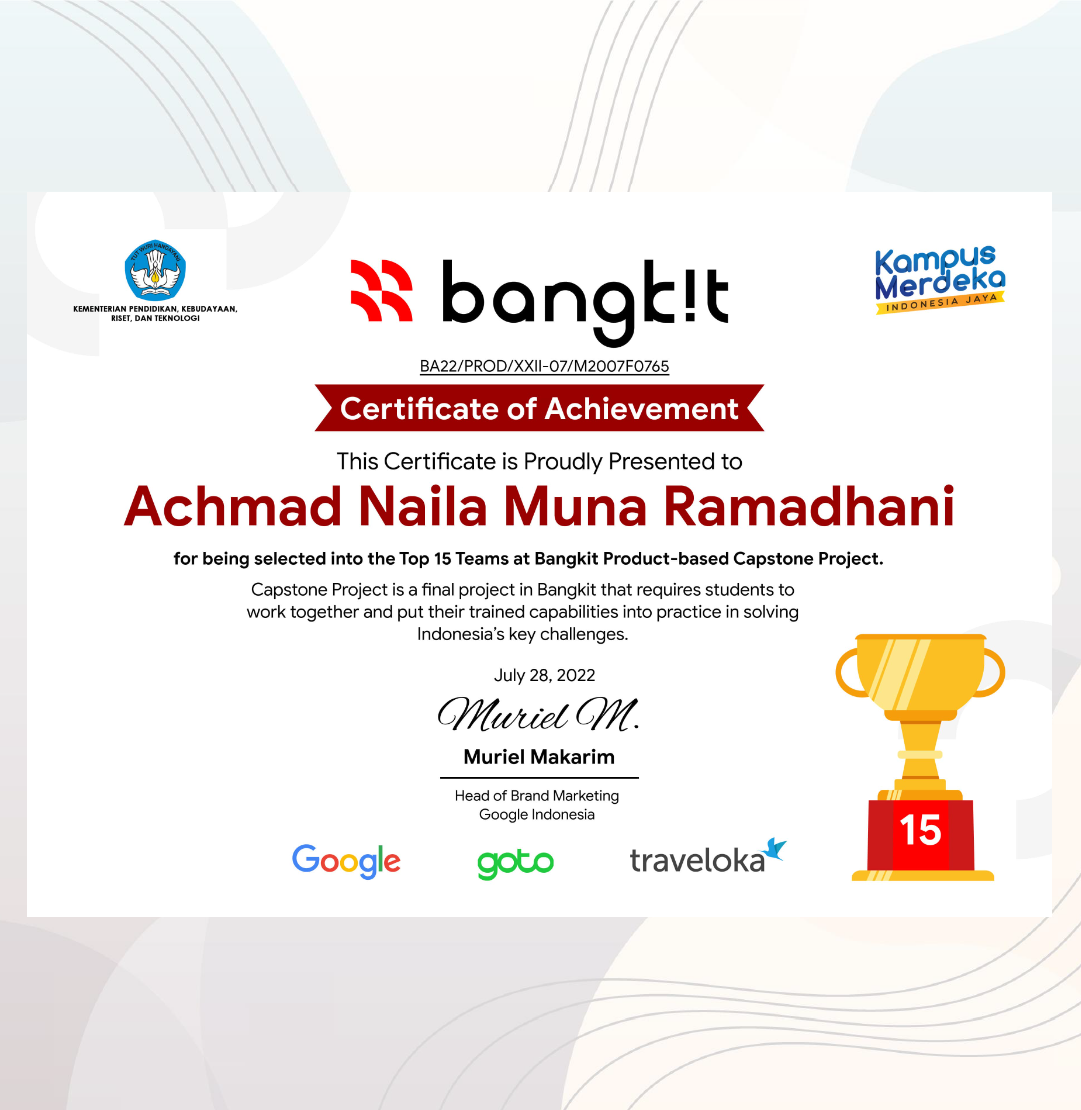 TUT WURI HANDAYANI
KEMENTERIAN PENDIDIKAN, KEBUDAYAAN,
RISET, DAN TEKNOLOGI
bangk!t
Kampus
Merdeka
INDONESIA JAYA
BA22/PROD/XXII-07/M2007F0765
Certificate of Achievement
This Certificate is Proudly Presented to
Achmad Naila Muna Ramadhani
for being selected into the Top 15 Teams at Bangkit Product-based Capstone Project.
Capstone Project is a final project in Bangkit that requires students to
work together and put their trained capabilities into practice in solving
Indonesia's key challenges.
July 28, 2022
Muriel M.
Muriel Makarim
Head of Brand Marketing
Google Indonesia
Google
goto
traveloka
15